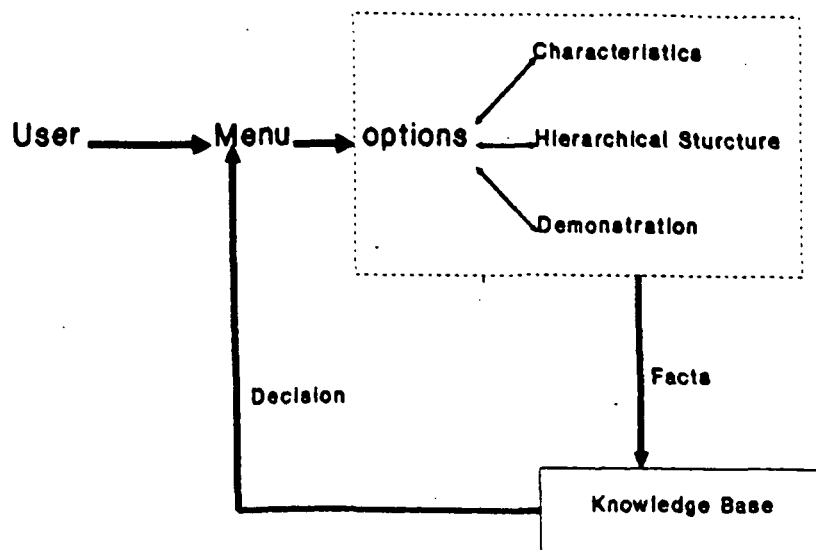 Characteristics
User
Menu
options
Hierarchical Sturcture
Demonstration
Facts
Decision
Knowledge Base